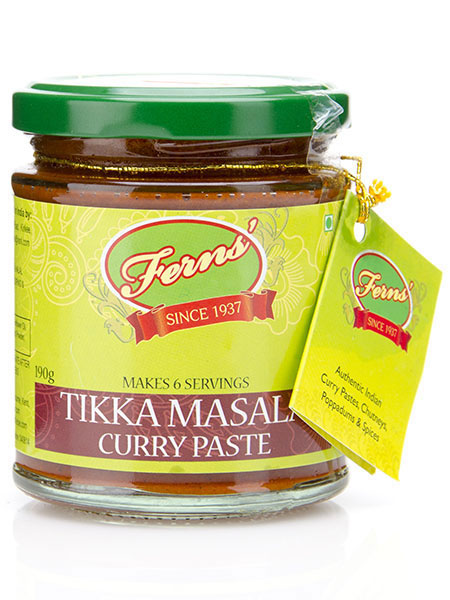 Ferns'
SINCE 1937
190g
MAKES 6 SERVINGS
TIKKA MASALA
CURRY PASTE
Ferns'
SINCE 1937
Authentic Indian
Curry Pastes, Chutneys,
Poppadums & Spices